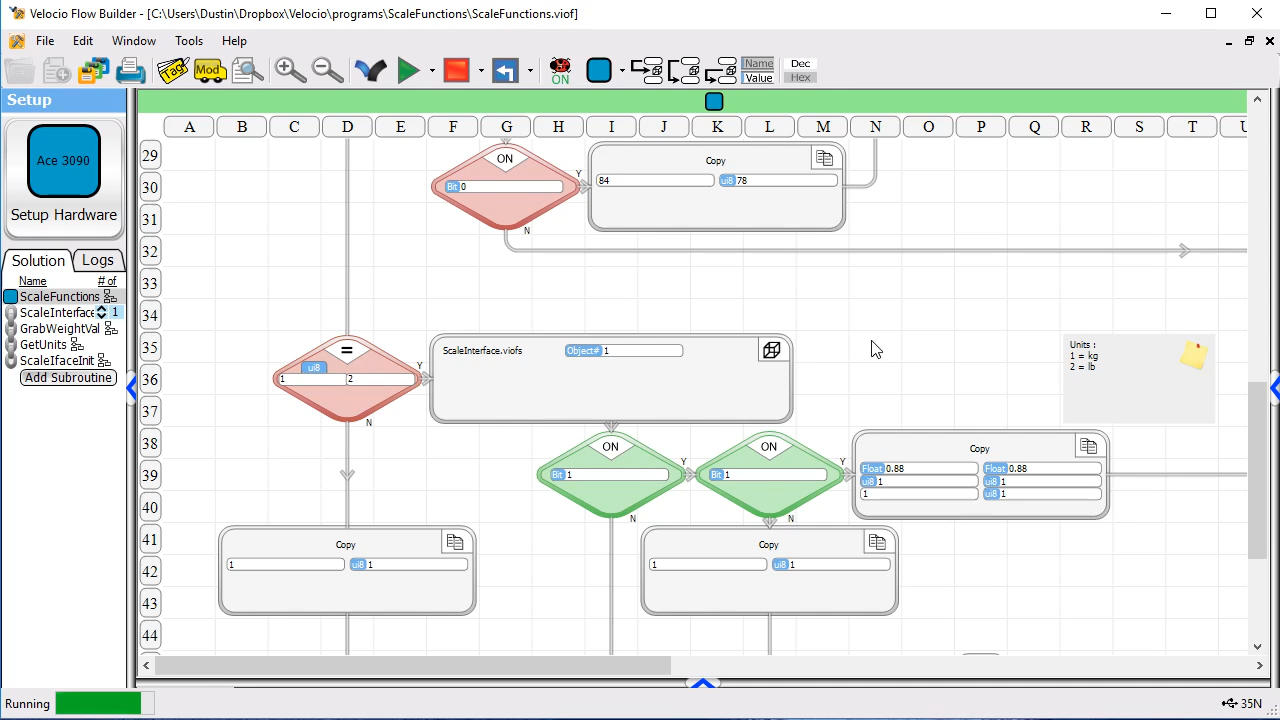 Velocio Flow Builder - [C:\Users\Dustin\Dropbox\Velocio\programs\ScaleFunctions\ScaleFunctions.viof]
File Edit Window Tools Help
Tag Mod ON Name Value Dec Hex
Setup
Ace 3090
Setup Hardware
Solution Logs
Name # of
ScaleFunctions
ScaleInterface 1
GrabWeightVal
GetUnits
ScaleIfaceInit
Add Subroutine
A B C D E F G H I J K L M N O P Q R S T U
29
30
31
32
33
34
35
36
37
38
39
40
41
42
43
44
ON
Bit 0
Y
N
Copy
84 ui8 78
=
ui8
1 2
Y
N
ScaleInterface.viofs Object# 1
Units :
1 = kg
2 = lb
ON
Bit 1
Y
N
ON
Bit 1
Y
N
Copy
Float 0.88 Float 0.88
ui8 1 ui8 1
1 ui8 1
Copy
1 ui8 1
Copy
1 ui8 1
Running
35N